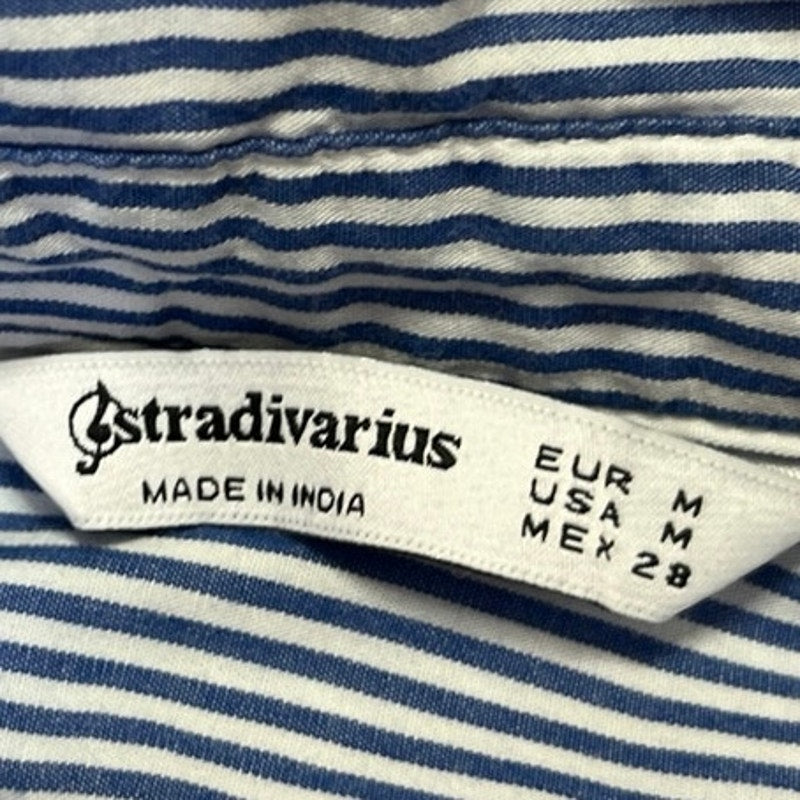 stradivarius
MADE IN INDIA
EUR M
USA M
MEX 28